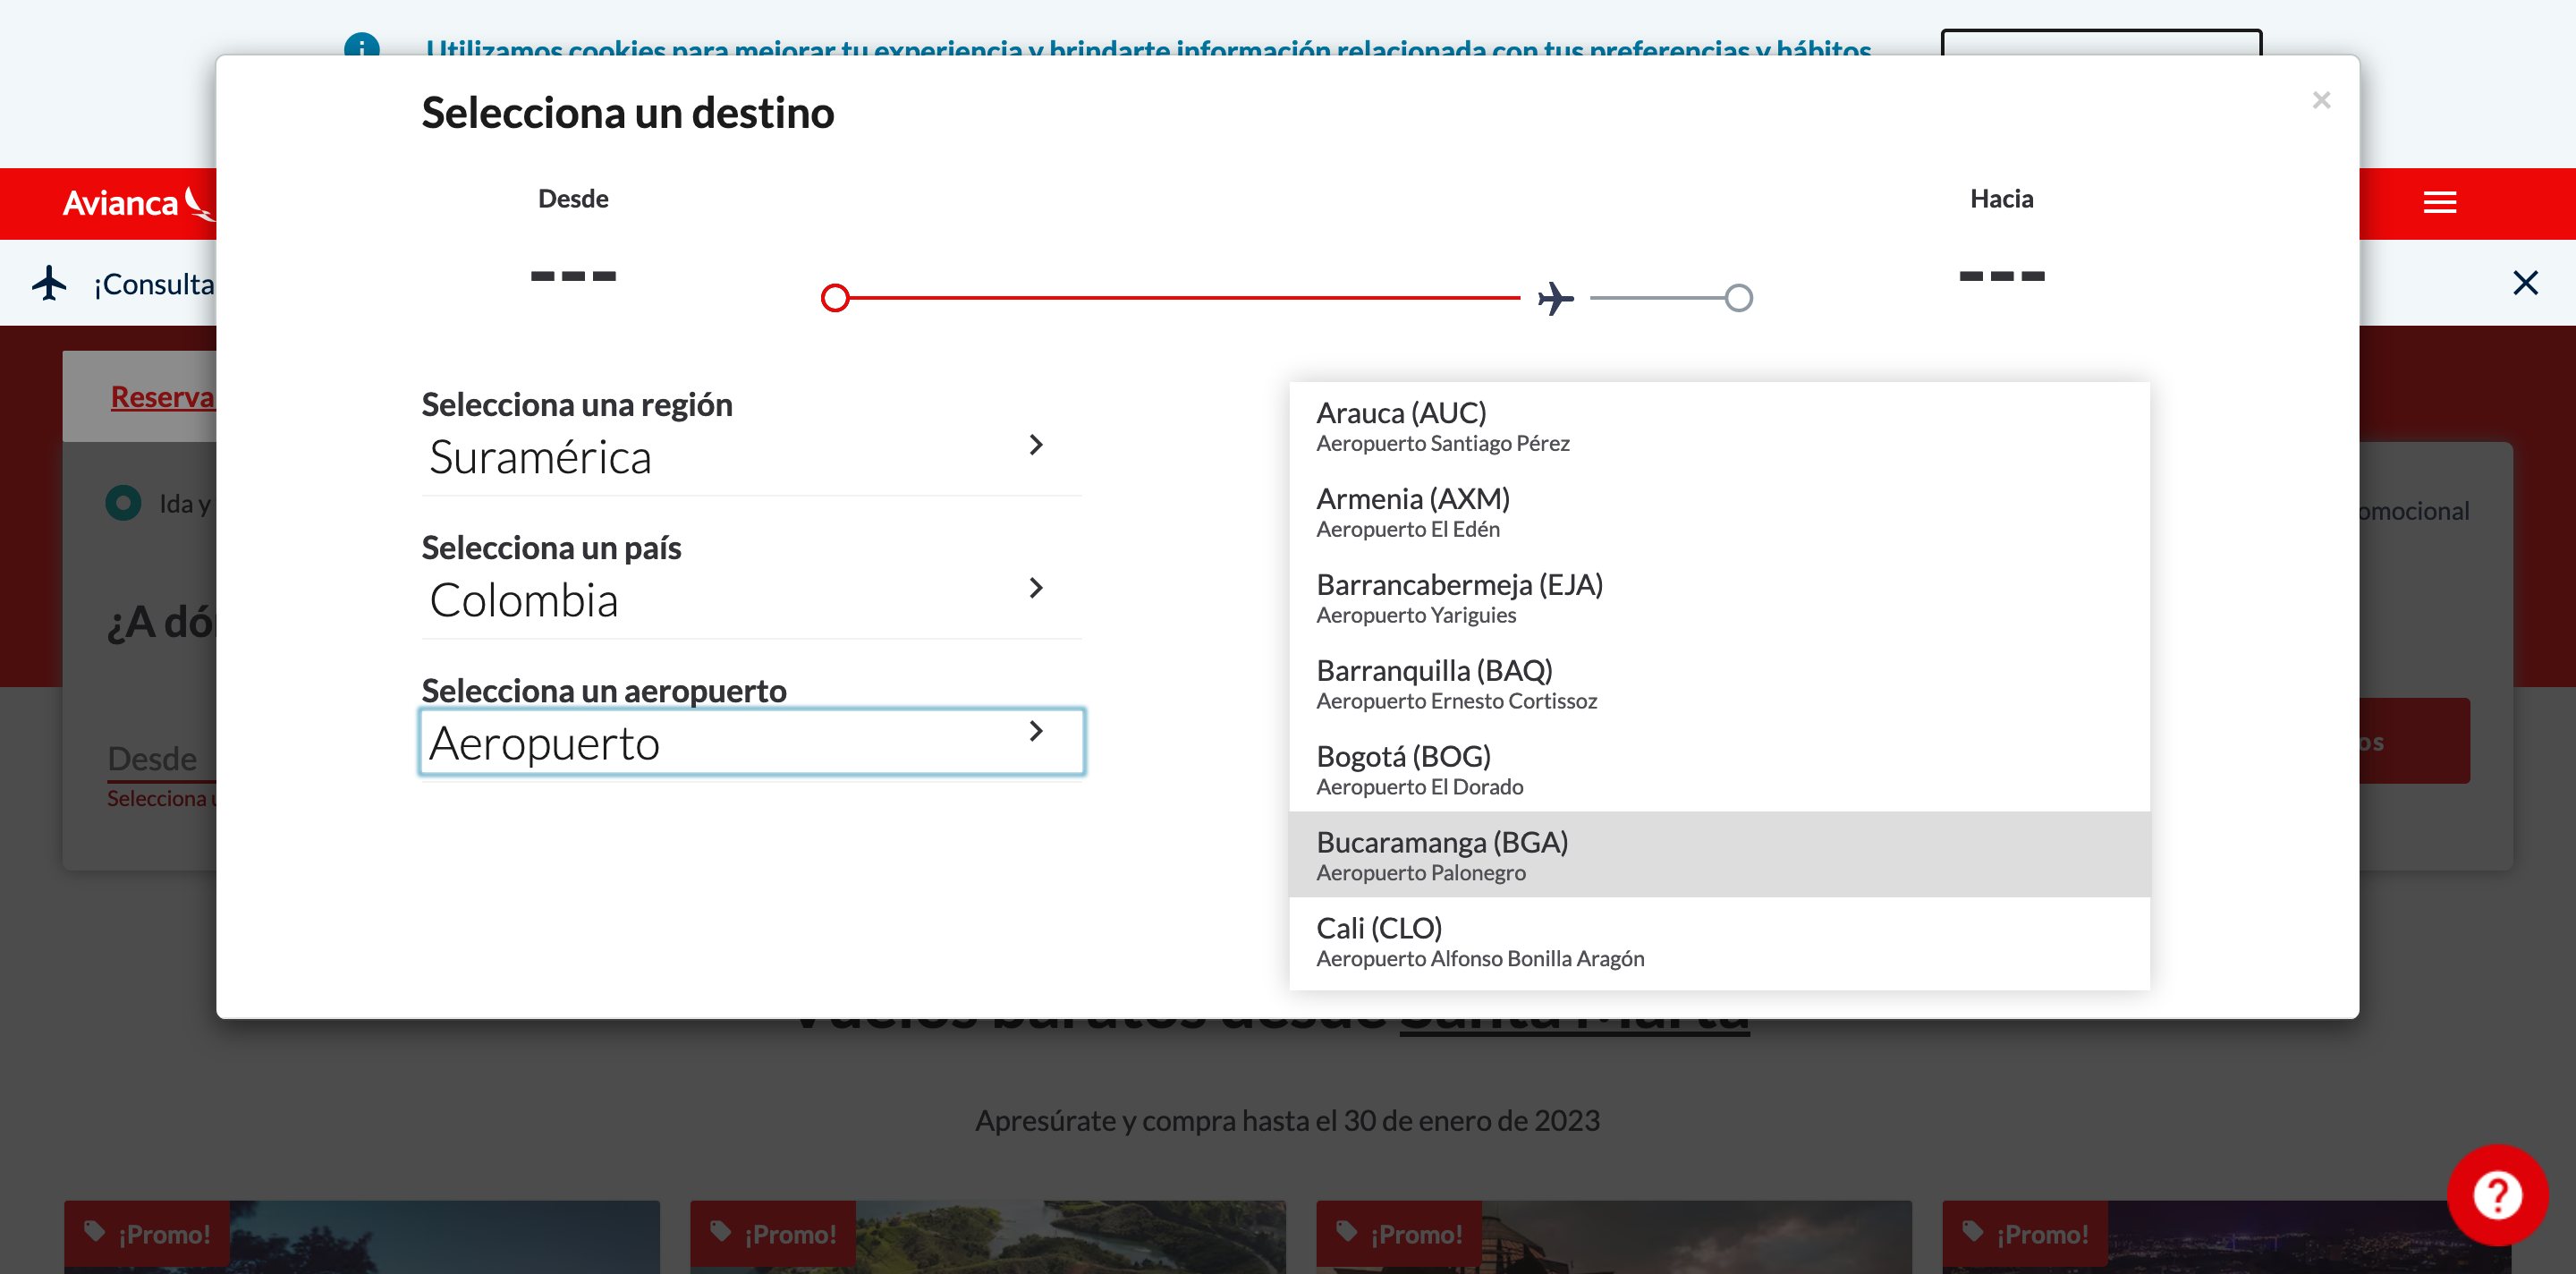 Utilizamos cookies para mejorar tu experiencia y brindarte información relacionada con tus preferencias y hábitos
Selecciona un destino
×
Desde
Hacia
---
---
Avianca
¡Consulta
Reserva
Selecciona una región
Suramérica
Selecciona un país
Colombia
Selecciona un aeropuerto
Aeropuerto
Arauca (AUC)
Aeropuerto Santiago Pérez
Armenia (AXM)
Aeropuerto El Edén
Barrancabermeja (EJA)
Aeropuerto Yariguies
Barranquilla (BAQ)
Aeropuerto Ernesto Cortissoz
Bogotá (BOG)
Aeropuerto El Dorado
Bucaramanga (BGA)
Aeropuerto Palonegro
Cali (CLO)
Aeropuerto Alfonso Bonilla Aragón
Ida y
omocional
¿A dó
Desde
Selecciona
os
Vuelos baratos desde Santa Marta
Apresúrate y compra hasta el 30 de enero de 2023
¡Promo!
¡Promo!
¡Promo!
¡Promo!
?